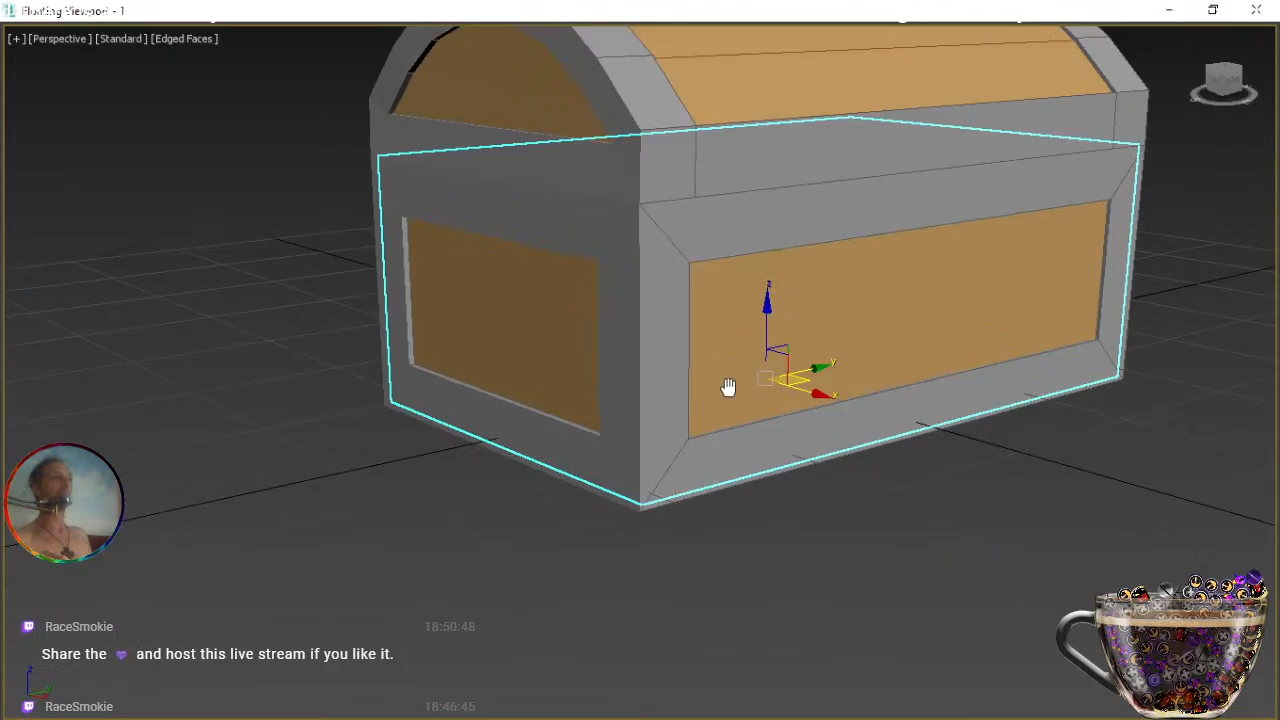 Floating Viewport - 1
[+] [Perspective] [Standard] [Edged Faces]
z
y
x
RaceSmokie
18:50:48
Share the 💜 and host this live stream if you like it.
z
y
RaceSmokie
18:46:45